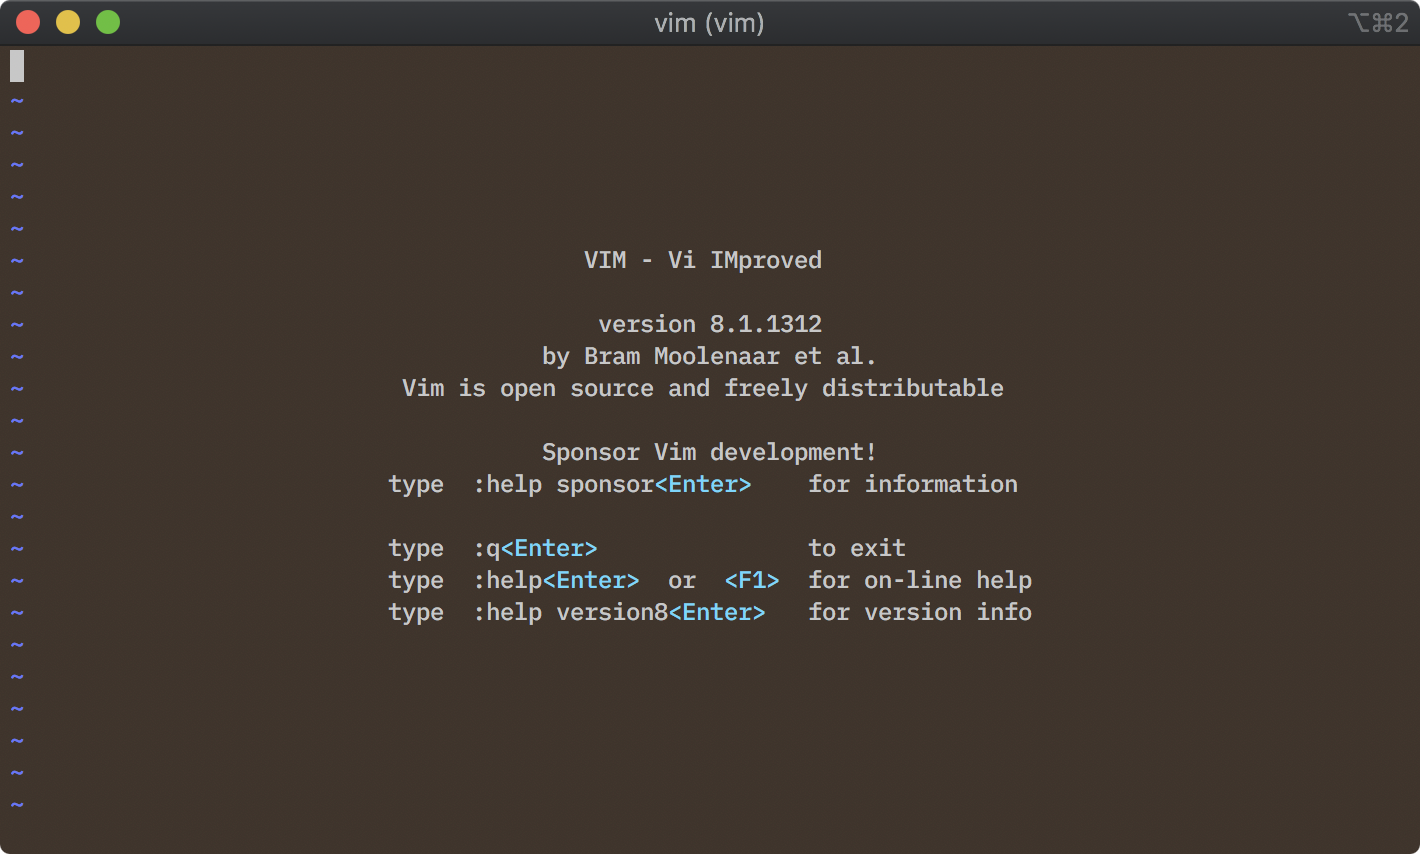 vim (vim)
⌥⌘2
~
~
~
~
~
~ VIM - Vi IMproved
~
~ version 8.1.1312
~ by Bram Moolenaar et al.
~ Vim is open source and freely distributable
~
~ Sponsor Vim development!
~ type :help sponsor<Enter> for information
~
~ type :q<Enter> to exit
~ type :help<Enter> or <F1> for on-line help
~ type :help version8<Enter> for version info
~
~
~
~
~
~